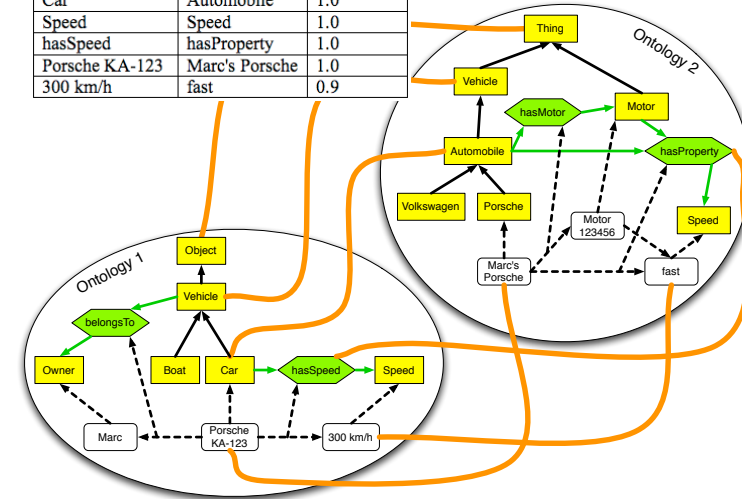 Car Automobile 1.0
Speed Speed 1.0
hasSpeed hasProperty 1.0
Porsche KA-123 Marc's Porsche 1.0
300 km/h fast 0.9
Ontology 2
Thing
Vehicle
hasMotor
Motor
Automobile
hasProperty
Volkswagen
Porsche
Motor
123456
Speed
Marc's
Porsche
fast
Ontology 1
Object
Vehicle
belongsTo
Owner
Boat
Car
hasSpeed
Speed
Marc
Porsche
KA-123
300 km/h